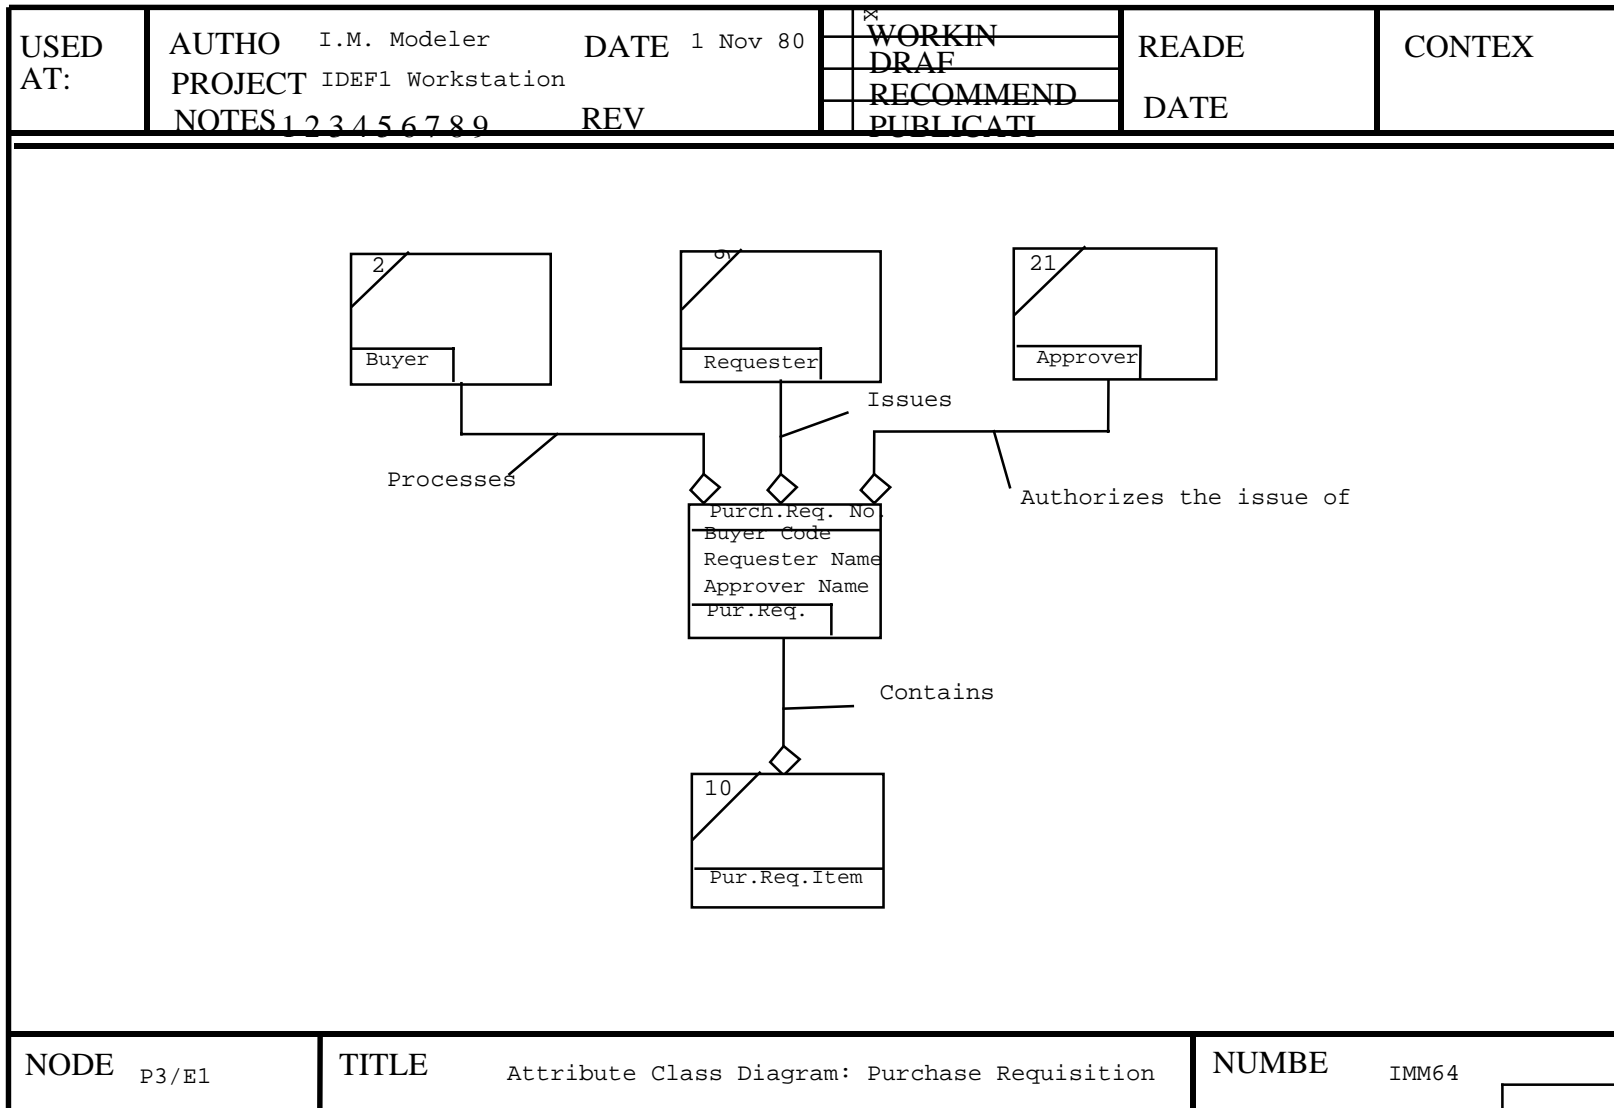 USED AT:
AUTHO I.M. Modeler DATE 1 Nov 80
PROJECT IDEF1 Workstation
NOTES 1 2 3 4 5 6 7 8 9 REV
X
WORKIN
DRAF
RECOMMEND
PUBLICATI
READE
DATE
CONTEX
2
Buyer
9
Requester
21
Approver
Issues
Processes
Authorizes the issue of
Purch.Req. No.
Buyer Code
Requester Name
Approver Name
Pur.Req.
Contains
10
Pur.Req.Item
NODE P3/E1
TITLE Attribute Class Diagram: Purchase Requisition
NUMBE IMM64